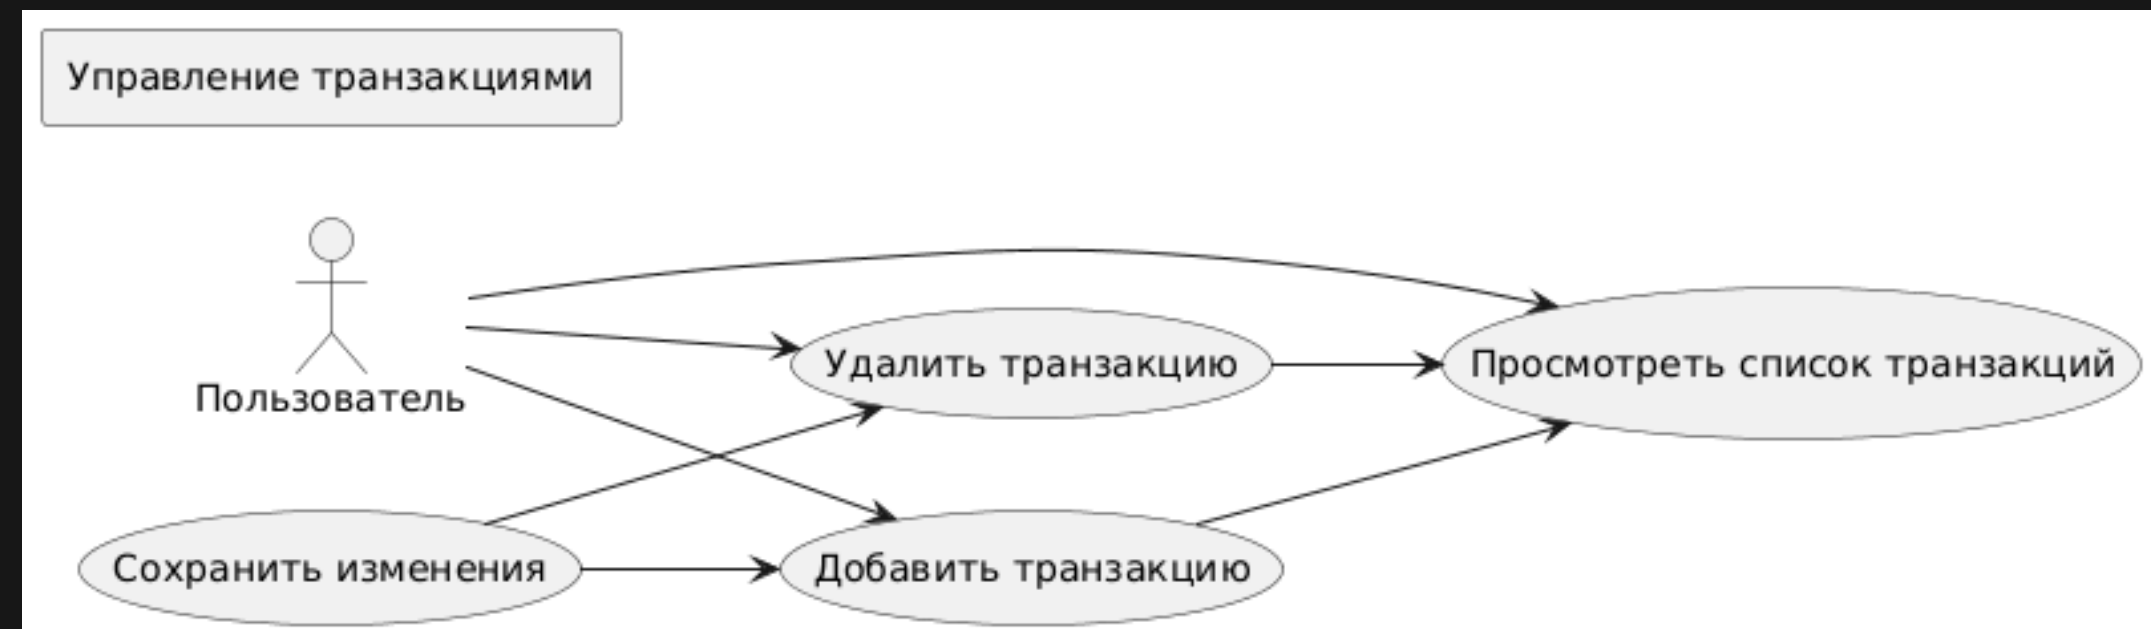 Управление транзакциями
Пользователь
Удалить транзакцию
Просмотреть список транзакций
Сохранить изменения
Добавить транзакцию